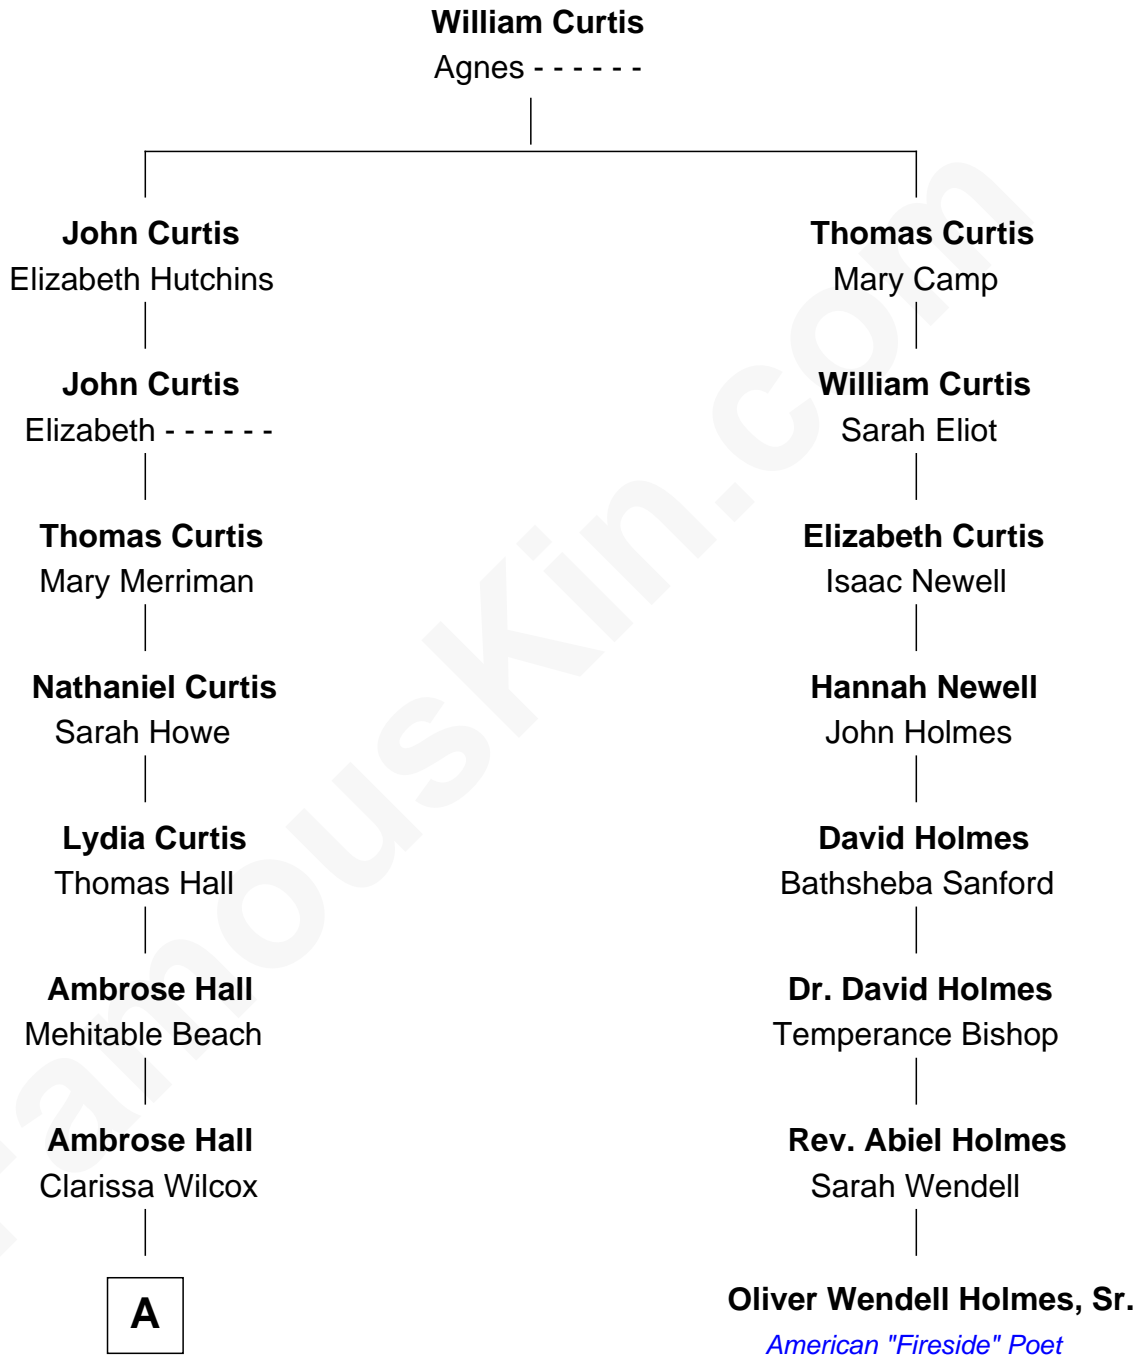 William Curtis
Agnes - - - - - -
John Curtis
Elizabeth Hutchins
Thomas Curtis
Mary Camp
John Curtis
Elizabeth - - - - - -
William Curtis
Sarah Eliot
Thomas Curtis
Mary Merriman
Elizabeth Curtis
Isaac Newell
Nathaniel Curtis
Sarah Howe
Hannah Newell
John Holmes
Lydia Curtis
Thomas Hall
David Holmes
Bathsheba Sanford
Ambrose Hall
Mehitable Beach
Dr. David Holmes
Temperance Bishop
Ambrose Hall
Clarissa Wilcox
Rev. Abiel Holmes
Sarah Wendell
A
Oliver Wendell Holmes, Sr.
American "Fireside" Poet
FamousKin.com